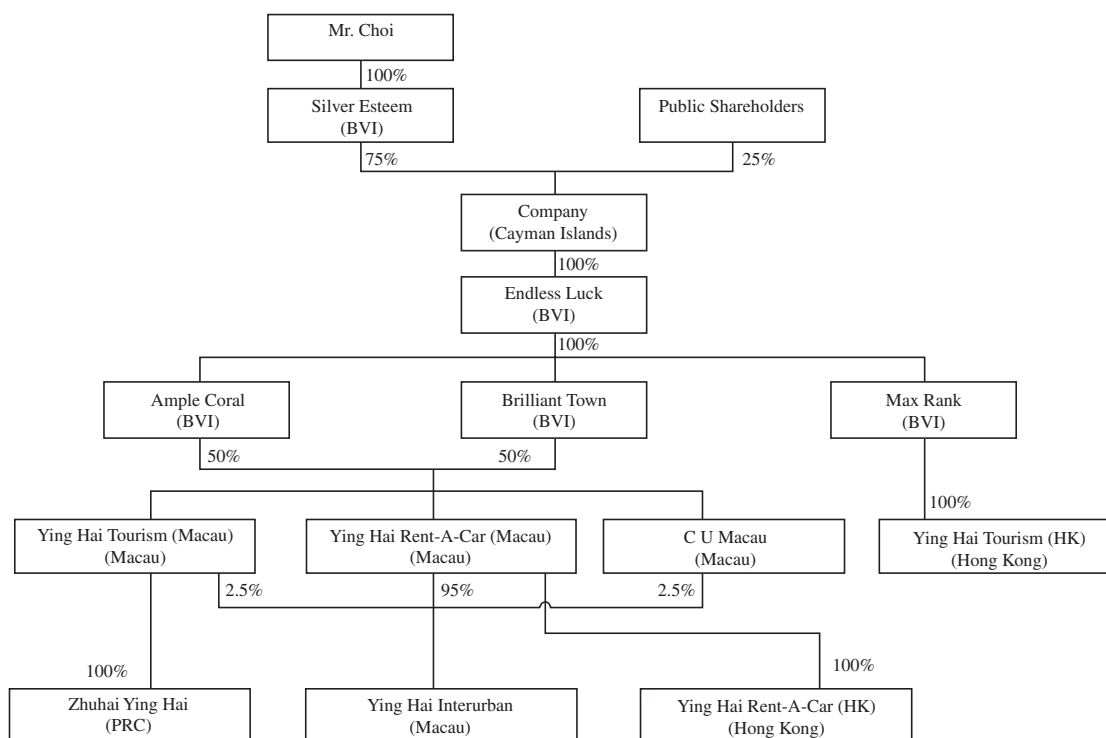 Mr. Choi
100%
Silver Esteem
(BVI)
Public Shareholders
75%
25%
Company
(Cayman Islands)
100%
Endless Luck
(BVI)
100%
Ample Coral
(BVI)
Brilliant Town
(BVI)
Max Rank
(BVI)
50%
50%
100%
Ying Hai Tourism (Macau)
(Macau)
Ying Hai Rent-A-Car (Macau)
(Macau)
C U Macau
(Macau)
Ying Hai Tourism (HK)
(Hong Kong)
2.5%
95%
2.5%
100%
100%
Zhuhai Ying Hai
(PRC)
Ying Hai Interurban
(Macau)
Ying Hai Rent-A-Car (HK)
(Hong Kong)